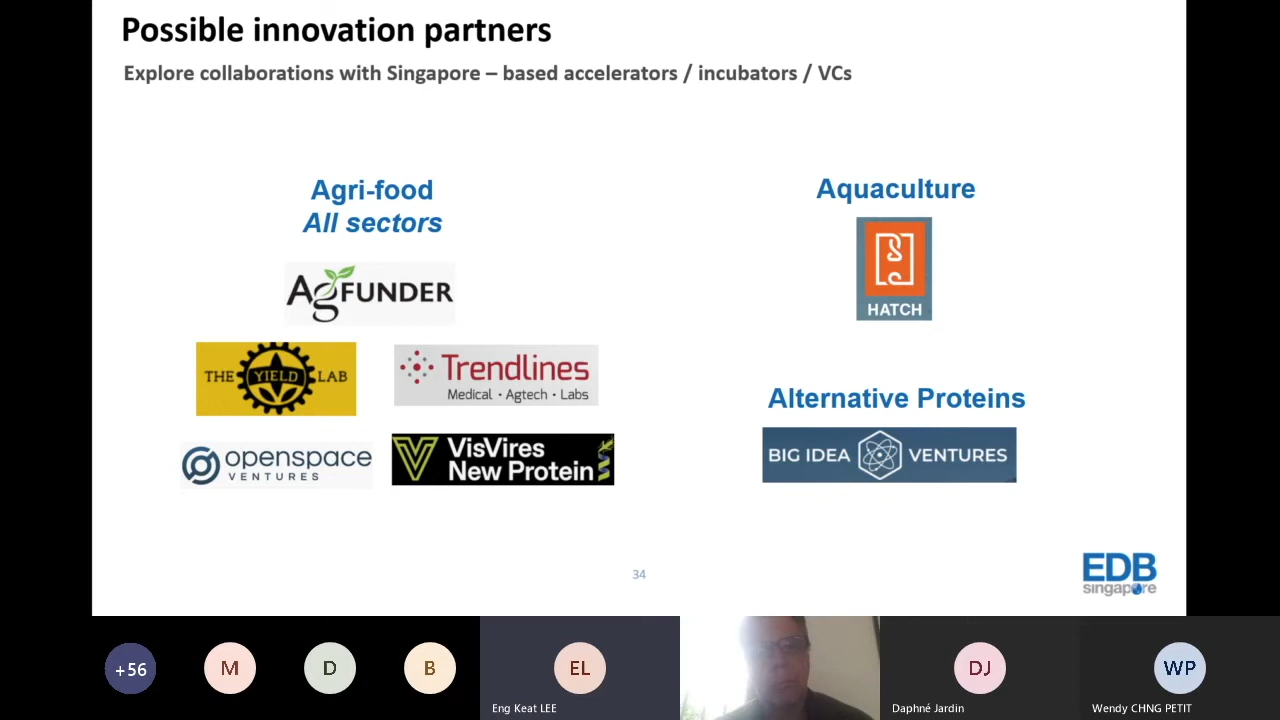 Possible innovation partners
Explore collaborations with Singapore – based accelerators / incubators / VCs
Agri-food
All sectors
AgFUNDER
THE YIELD LAB
Trendlines
Medical · Agtech · Labs
openspace
VENTURES
VisVires
New Protein
Aquaculture
HATCH
Alternative Proteins
BIG IDEA VENTURES
34
EDB
singapore
+56
M
D
B
EL
Eng Keat LEE
DJ
Daphné Jardin
WP
Wendy CHNG PETIT